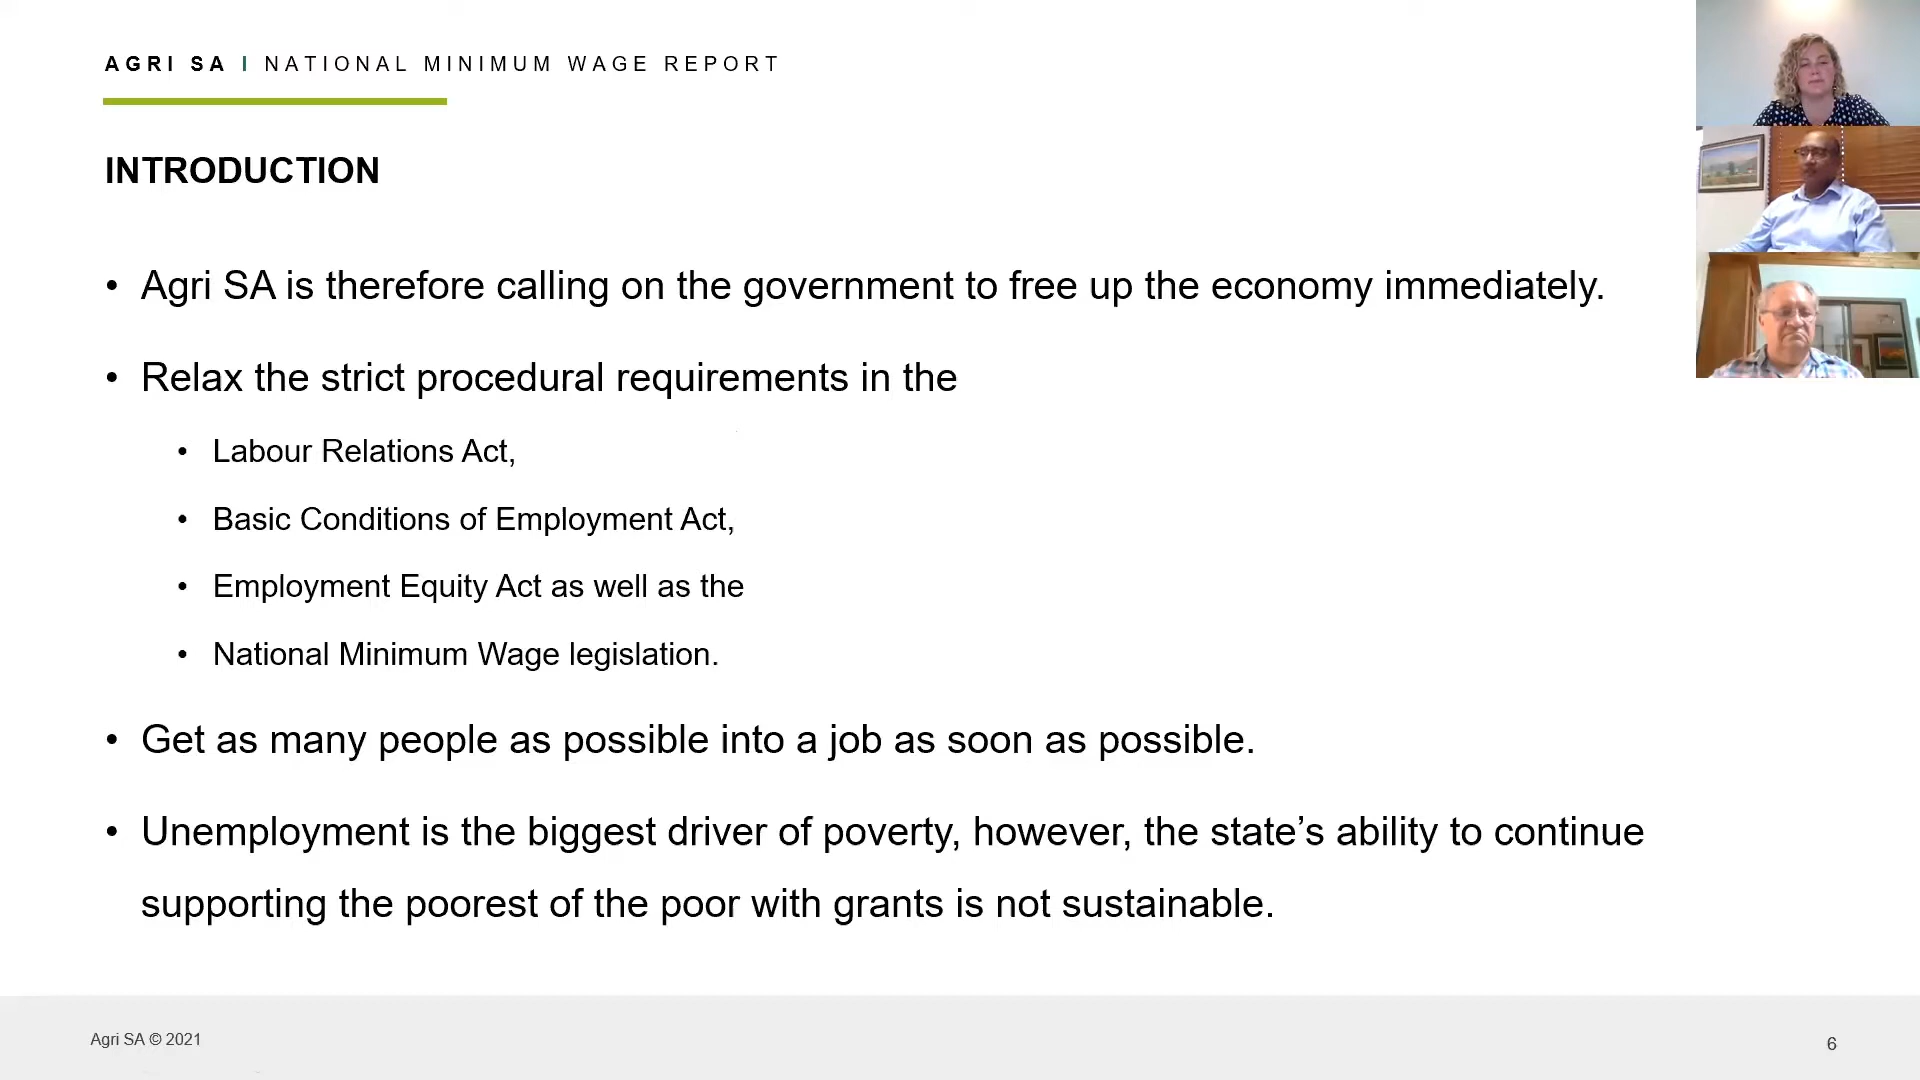 AGRI SA I NATIONAL MINIMUM WAGE REPORT
INTRODUCTION
• Agri SA is therefore calling on the government to free up the economy immediately.
• Relax the strict procedural requirements in the
• Labour Relations Act,
• Basic Conditions of Employment Act,
• Employment Equity Act as well as the
• National Minimum Wage legislation.
• Get as many people as possible into a job as soon as possible.
• Unemployment is the biggest driver of poverty, however, the state’s ability to continue
supporting the poorest of the poor with grants is not sustainable.
Agri SA © 2021
6